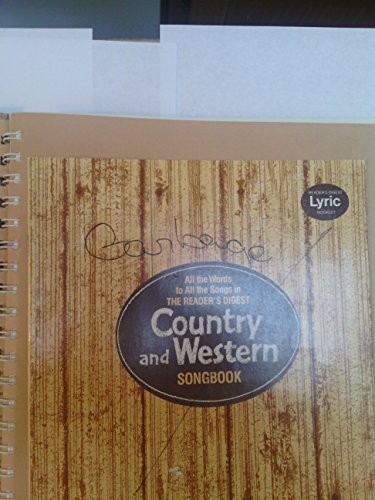 READER'S DIGEST
Lyric
BOOKLET
Garbage
All the Words
to All the Songs in
THE READER'S DIGEST
Country
and Western
SONGBOOK